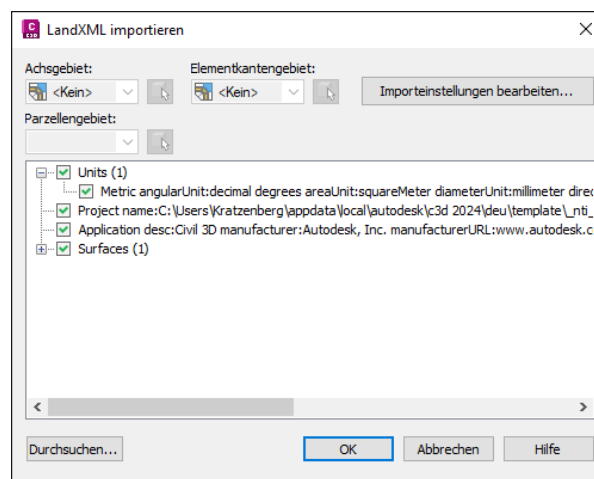 C
C3D
LandXML importieren
Achsgebiet:
Elementkantengebiet:
<Kein>
<Kein>
Importeinstellungen bearbeiten...
Parzellengebiet:
Units (1)
Metric angularUnit:decimal degrees areaUnit:squareMeter diameterUnit:millimeter direc
Project name:C:\Users\Kratzenberg\appdata\local\autodesk\c3d 2024\deu\template\_nti_
Application desc:Civil 3D manufacturer:Autodesk, Inc. manufacturerURL:www.autodesk.c
Surfaces (1)
Durchsuchen...
OK
Abbrechen
Hilfe